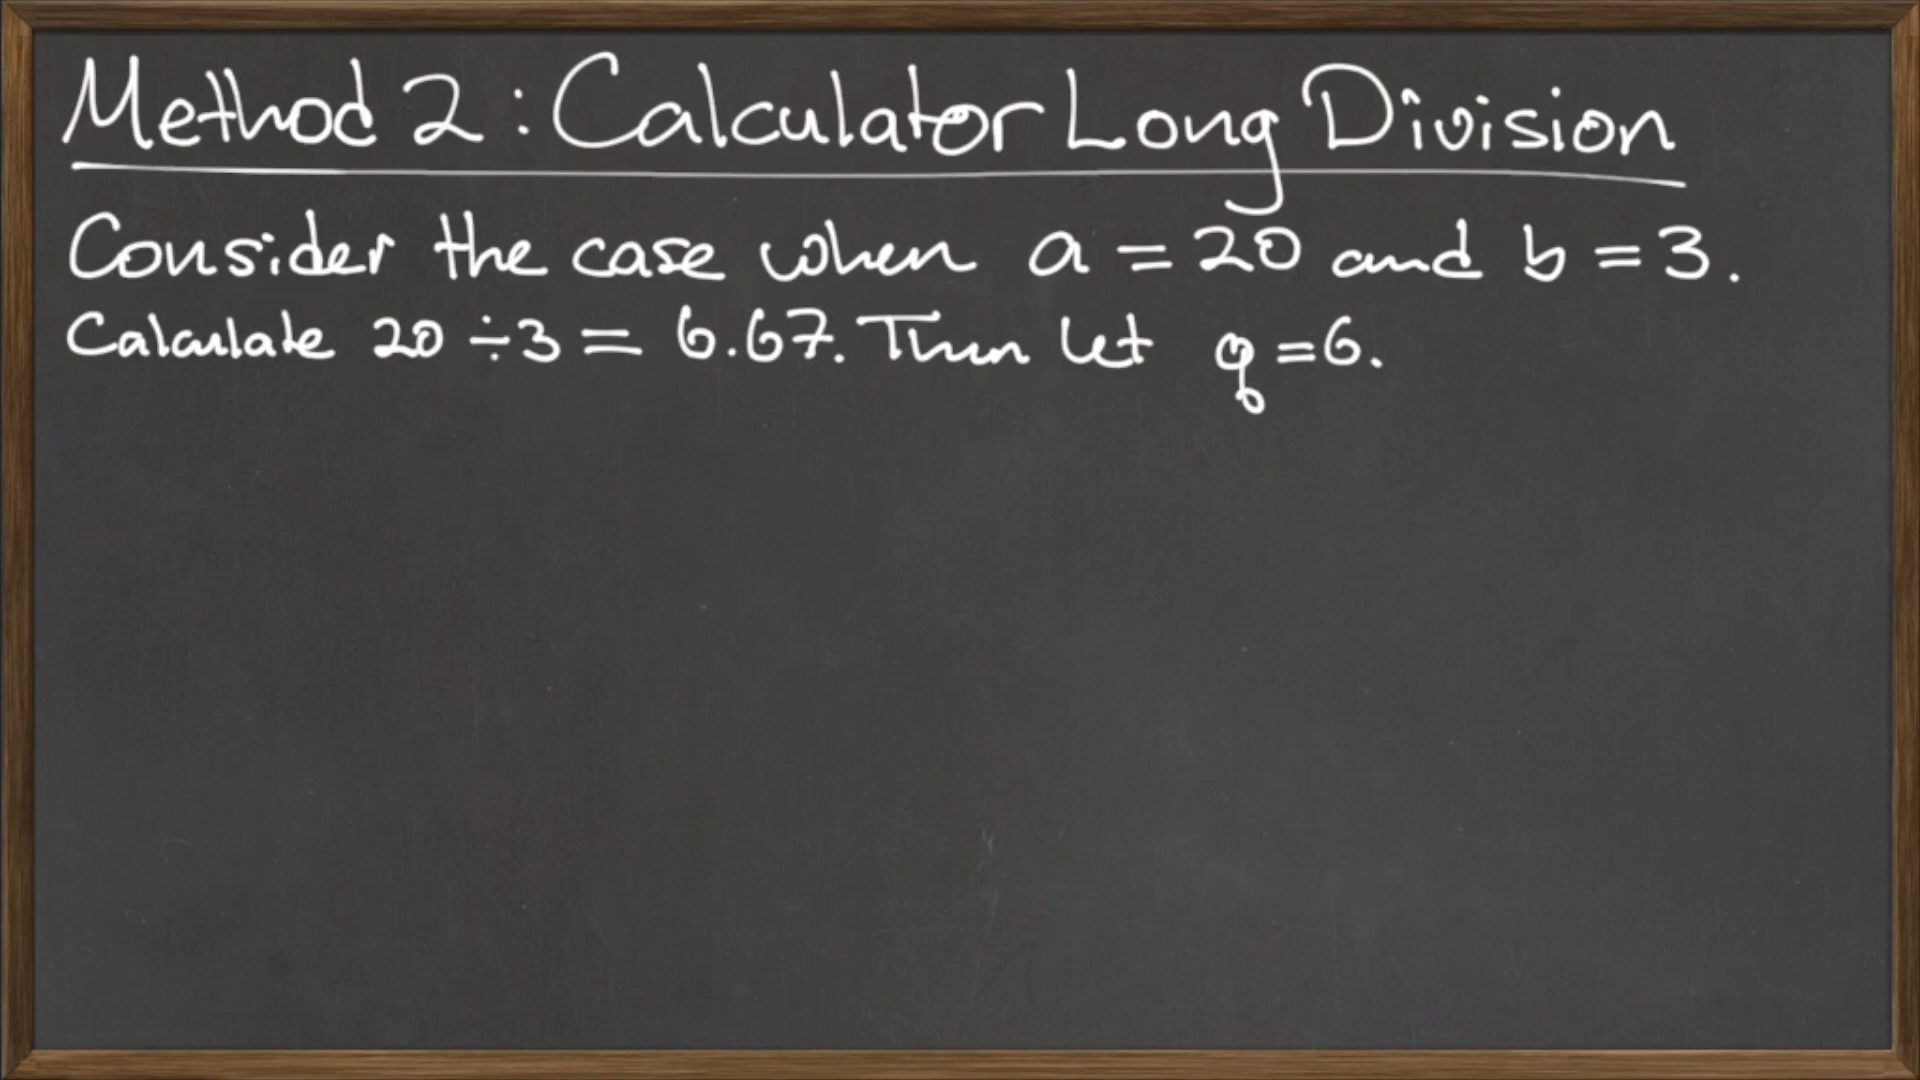 Method 2: Calculator Long Division
Consider the case when a = 20 and b = 3.
Calculate 20 ÷ 3 = 6.67. Then let q = 6.